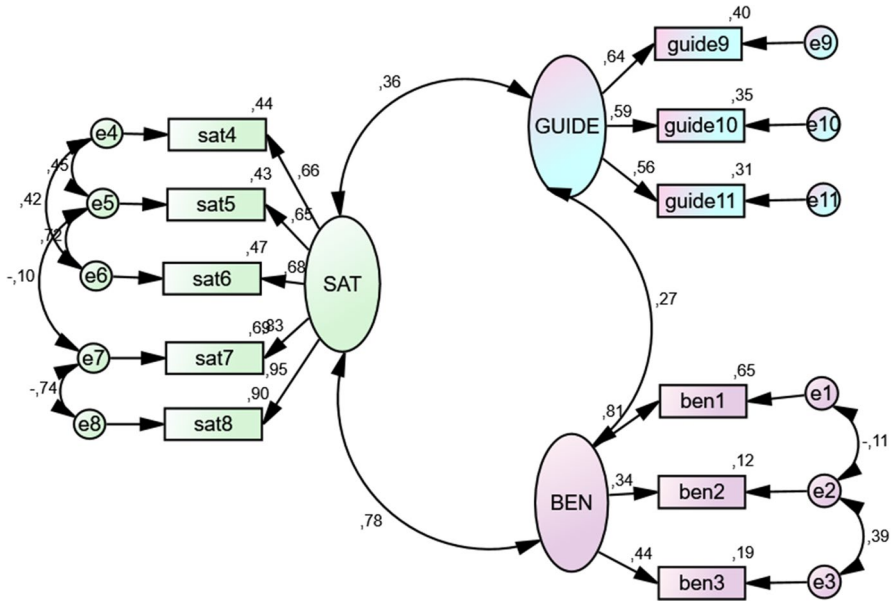 ,40
guide9
e9
,64
,36
,35
GUIDE
,59
guide10
e10
,44
e4
sat4
,56
,31
guide11
e11
,45
,66
,43
,42
e5
sat5
,65
,72
,47
-,10
e6
sat6
,68
SAT
,27
,69
,83
e7
sat7
,95
,65
-,74
,90
ben1
e1
e8
sat8
,81
-,11
,12
,34
ben2
e2
BEN
,78
,39
,44
,19
ben3
e3